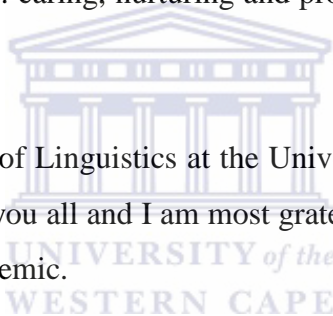 caring, nurturing and pro
of Linguistics at the Univ
you all and I am most grate
UNIVERSITY of the
emic.
WESTERN CAPE